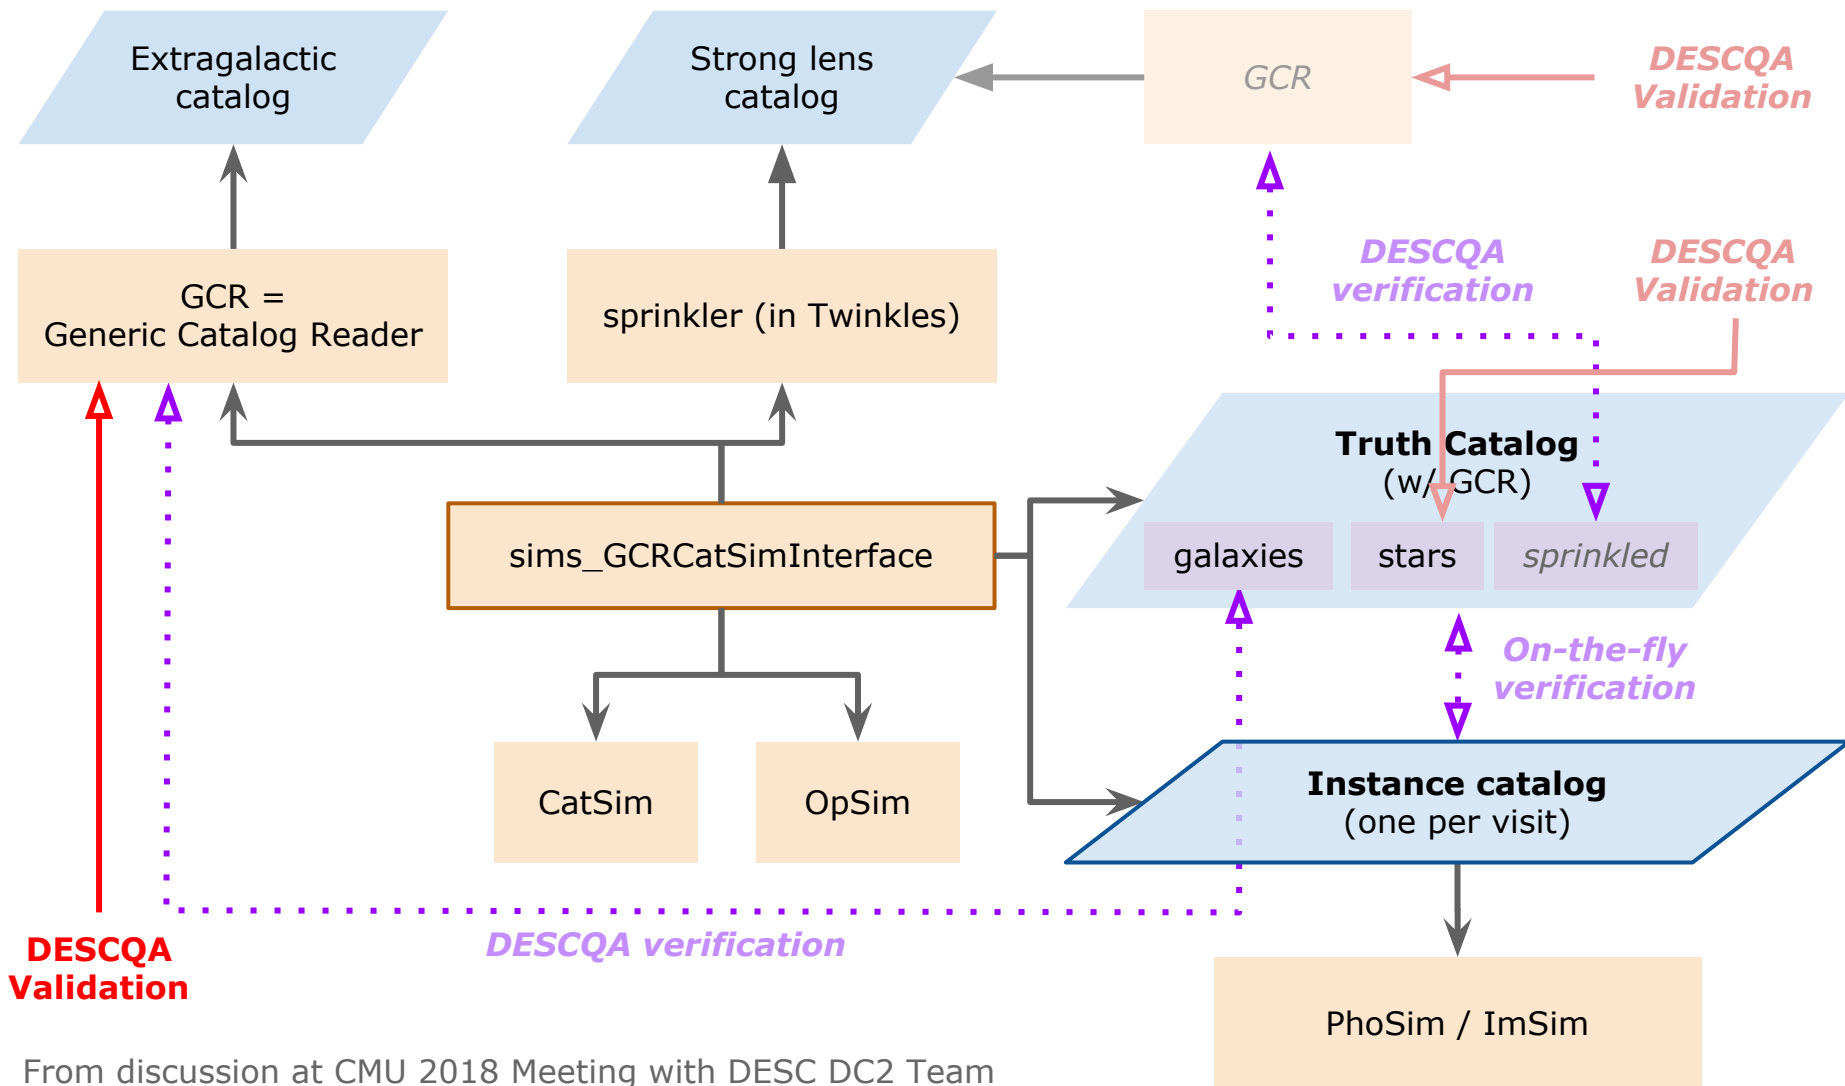 Extragalactic
catalog
Strong lens
catalog
GCR
DESCQA
Validation
GCR =
Generic Catalog Reader
sprinkler (in Twinkles)
DESCQA
verification
DESCQA
Validation
Truth Catalog
(w/ GCR)
galaxies
stars
sprinkled
sims_GCRCatSimInterface
On-the-fly
verification
CatSim
OpSim
Instance catalog
(one per visit)
DESCQA
Validation
DESCQA verification
PhoSim / ImSim
From discussion at CMU 2018 Meeting with DESC DC2 Team